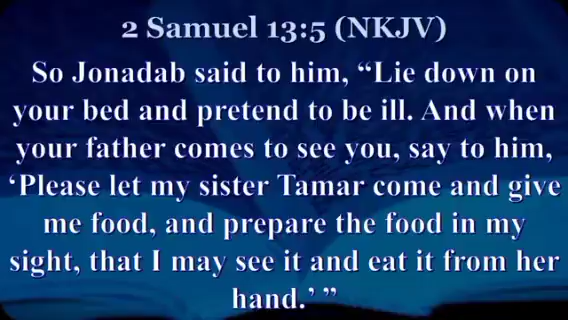 2 Samuel 13:5 (NKJV)
So Jonadab said to him, “Lie down on
your bed and pretend to be ill. And when
your father comes to see you, say to him,
‘Please let my sister Tamar come and give
me food, and prepare the food in my
sight, that I may see it and eat it from her
hand.’ ”